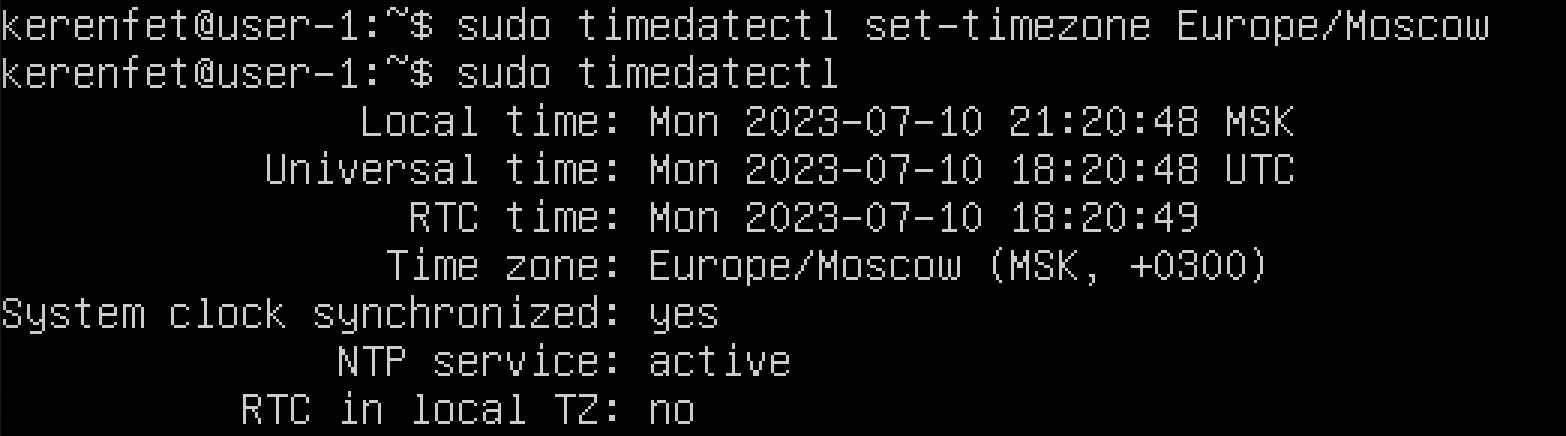 kerenfet@user-1:~$ sudo timedatectl set-timezone Europe/Moscow
kerenfet@user-1:~$ sudo timedatectl
Local time: Mon 2023-07-10 21:20:48 MSK
Universal time: Mon 2023-07-10 18:20:48 UTC
RTC time: Mon 2023-07-10 18:20:49
Time zone: Europe/Moscow (MSK, +0300)
System clock synchronized: yes
NTP service: active
RTC in local TZ: no